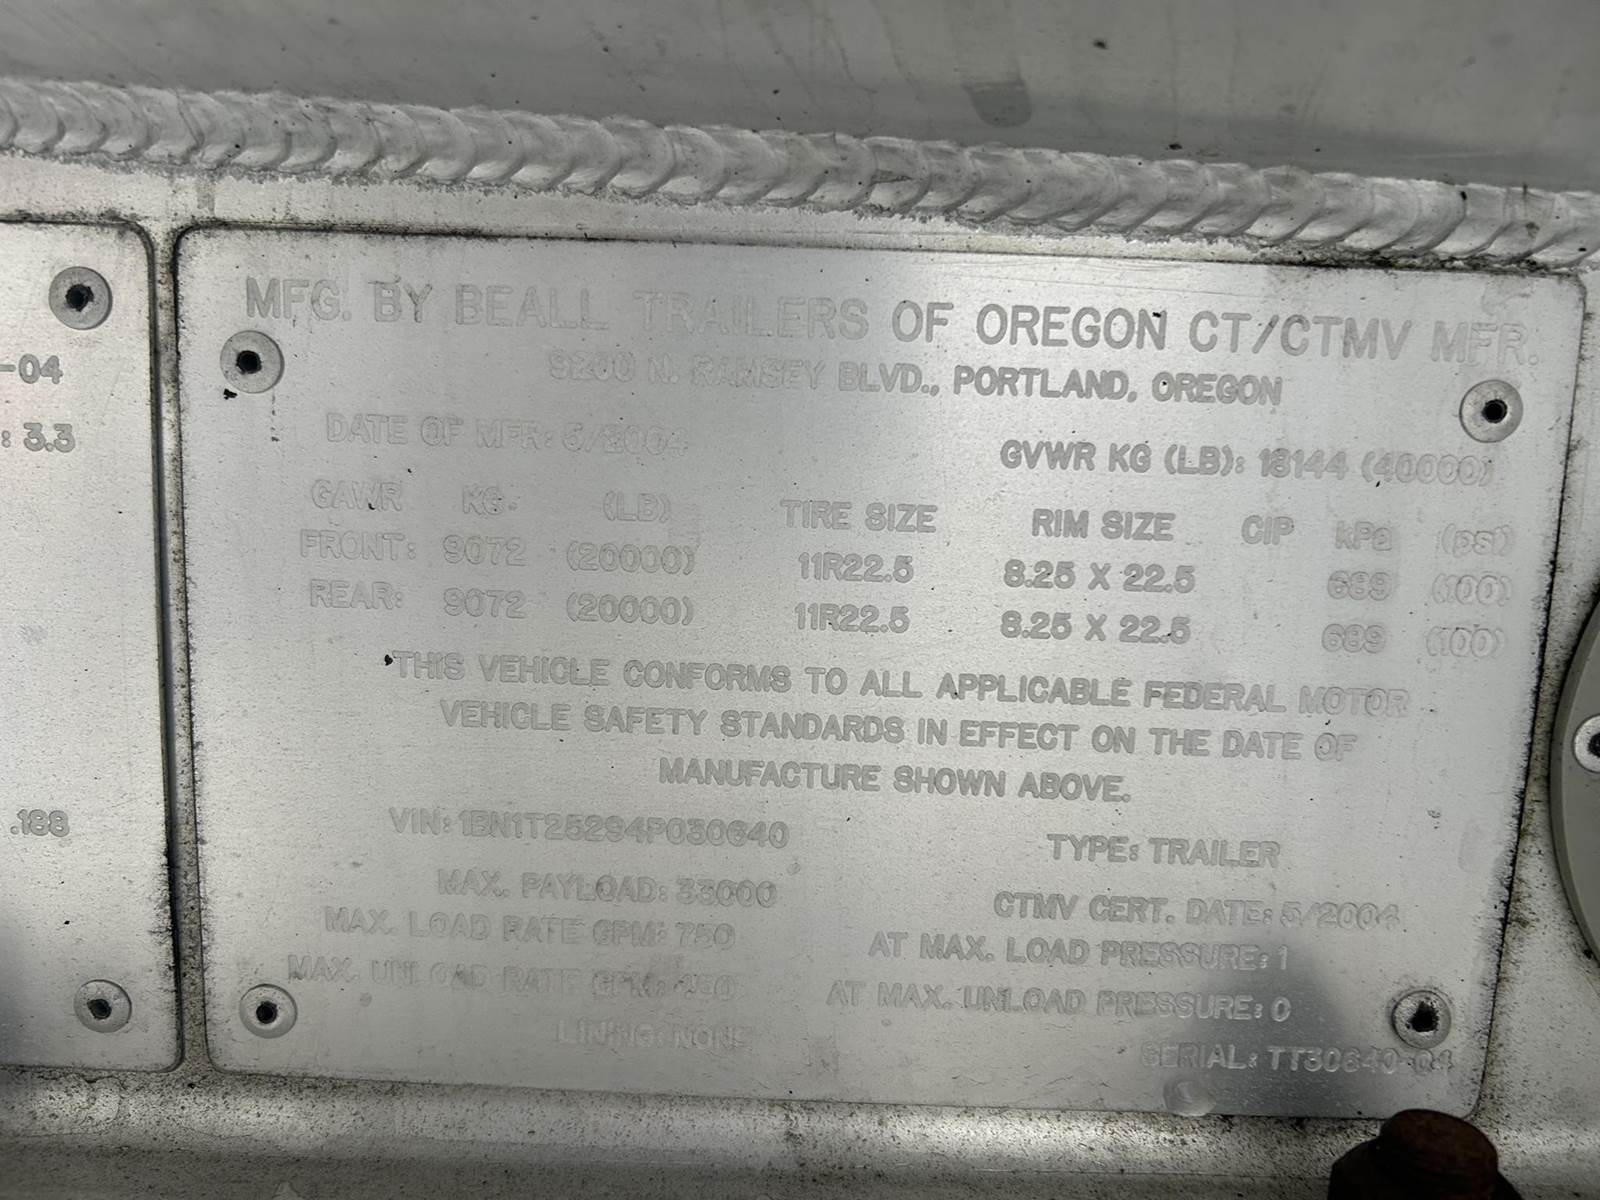 -04
: 3.3
.188
MFG. BY BEALL TRAILERS OF OREGON CT/CTMV MFR.
9200 N. RAMSEY BLVD., PORTLAND, OREGON
DATE OF MFR: 5/2004
GVWR KG (LB): 18144 (40000)
GAWR KG. (LB) TIRE SIZE RIM SIZE CIP kPa (psi)
FRONT: 9072 (20000) 11R22.5 8.25 X 22.5 689 (100)
REAR: 9072 (20000) 11R22.5 8.25 X 22.5 689 (100)
THIS VEHICLE CONFORMS TO ALL APPLICABLE FEDERAL MOTOR
VEHICLE SAFETY STANDARDS IN EFFECT ON THE DATE OF
MANUFACTURE SHOWN ABOVE.
VIN: 1BN1T25294P030640
TYPE: TRAILER
MAX. PAYLOAD: 33000
CTMV CERT. DATE: 5/2004
MAX. LOAD RATE GPM: 750
AT MAX. LOAD PRESSURE: 1
MAX. UNLOAD RATE GPM:
AT MAX. UNLOAD PRESSURE: 0
LINING: NONE
SERIAL: TT30640-04